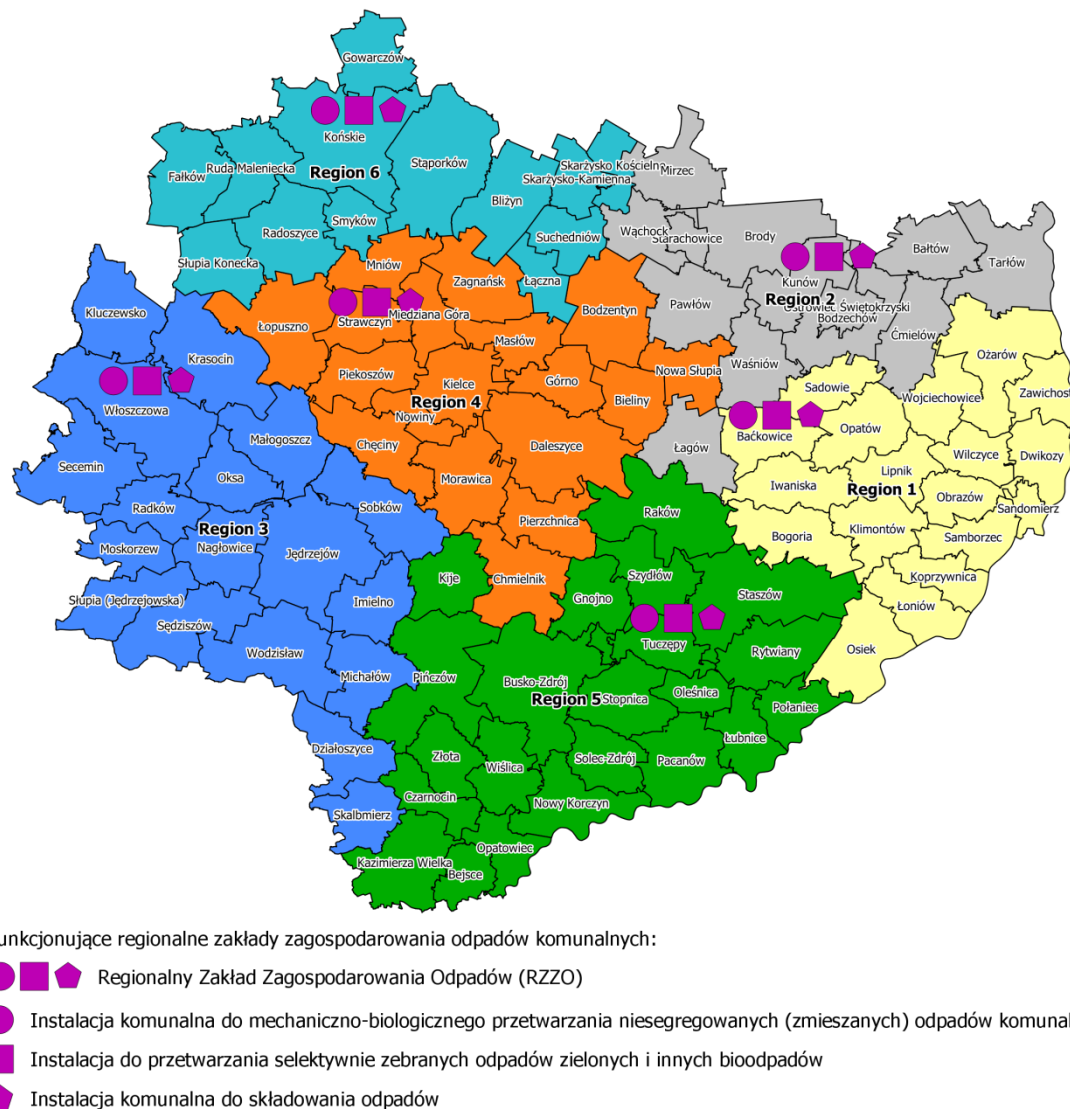 Gowarczów
Końskie
Stąporków
Ruda Maleniecka
Fałków
Region 6
Skarżysko Kościelne
Skarżysko-Kamienna
Mirzec
Bliżyn
Smyków
Radoszyce
Suchedniów
Wąchock
Starachowice
Brody
Bałtów
Tarłów
Słupia Konecka
Mniów
Zagnańsk
Łączna
Kunów
Region 2
Ostrowiec Świętokrzyski
Bodzechów
Pawłów
Bodzentyn
Kluczewsko
Łopuszno
Strawczyn
Miedziana Góra
Masłów
Ćmielów
Krasocin
Piekoszów
Kielce
Górno
Nowa Słupia
Waśniów
Sadowie
Ożarów
Wojciechowice
Zawichost
Włoszczowa
Region 4
Nowiny
Bieliny
Baćkowice
Opatów
Małogoszcz
Chęciny
Daleszyce
Łagów
Wilczyce
Dwikozy
Secemin
Oksa
Morawica
Iwaniska
Lipnik
Region 1
Obrazów
Sandomierz
Radków
Sobków
Region 3
Pierzchnica
Raków
Bogoria
Klimontów
Samborzec
Moskorzew
Nagłowice
Jędrzejów
Kije
Chmielnik
Szydłów
Gnojno
Staszów
Koprzywnica
Łoniów
Słupia (Jędrzejowska)
Imielno
Sędziszów
Tuczępy
Rytwiany
Osiek
Wodzisław
Michałów
Pińczów
Busko-Zdrój
Region 5
Stopnica
Oleśnica
Połaniec
Działoszyce
Złota
Wiślica
Solec-Zdrój
Pacanów
Łubnice
Czarnocin
Nowy Korczyn
Skalbmierz
Kazimierza Wielka
Opatowiec
Bejsce
unkcjonujące regionalne zakłady zagospodarowania odpadów komunalnych:
Regionalny Zakład Zagospodarowania Odpadów (RZZO)
Instalacja komunalna do mechaniczno-biologicznego przetwarzania niesegregowanych (zmieszanych) odpadów komunal
Instalacja do przetwarzania selektywnie zebranych odpadów zielonych i innych bioodpadów
Instalacja komunalna do składowania odpadów